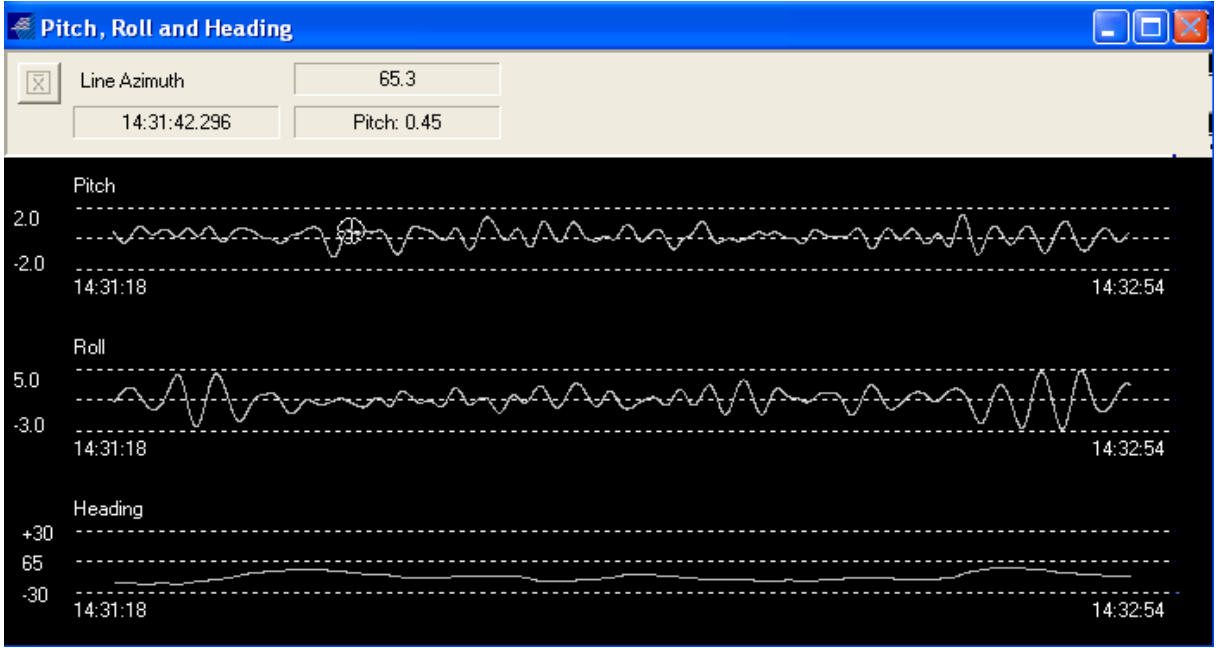 Pitch, Roll and Heading
Line Azimuth 65.3
14:31:42.296 Pitch: 0.45
Pitch
2.0
-2.0
14:31:18 14:32:54
Roll
5.0
-3.0
14:31:18 14:32:54
Heading
+30
65
-30
14:31:18 14:32:54